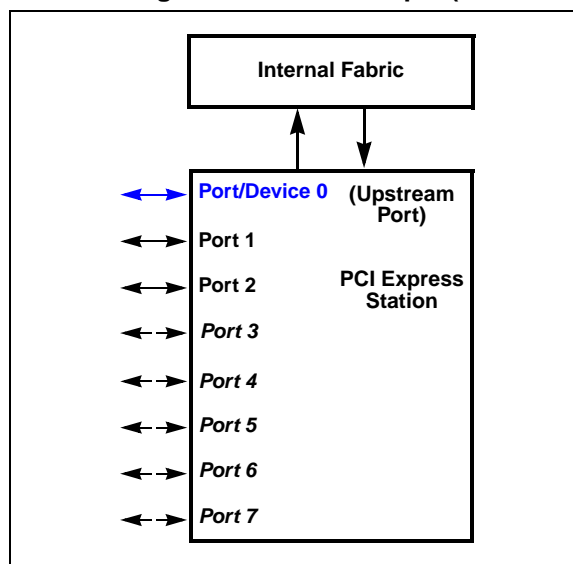 Internal Fabric
Port/Device 0
(Upstream
Port)
Port 1
Port 2
PCI Express
Station
Port 3
Port 4
Port 5
Port 6
Port 7